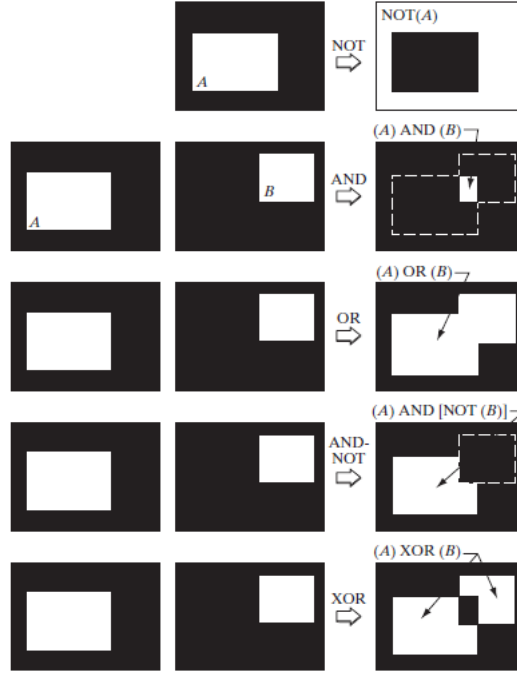 NOT(A)
NOT
A
(A) AND (B)
AND
B
A
(A) OR (B)
OR
(A) AND [NOT (B)]
AND-
NOT
(A) XOR (B)
XOR